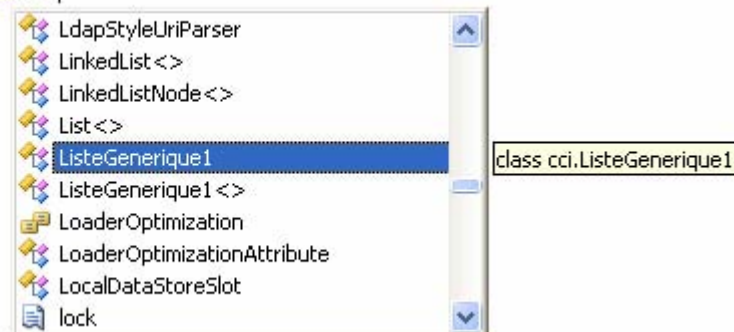 LdapStyleUriParser
LinkedList<>
LinkedListNode<>
List<>
ListeGenerique1 class cci.ListeGenerique1
ListeGenerique1<>
LoaderOptimization
LoaderOptimizationAttribute
LocalDataStoreSlot
lock